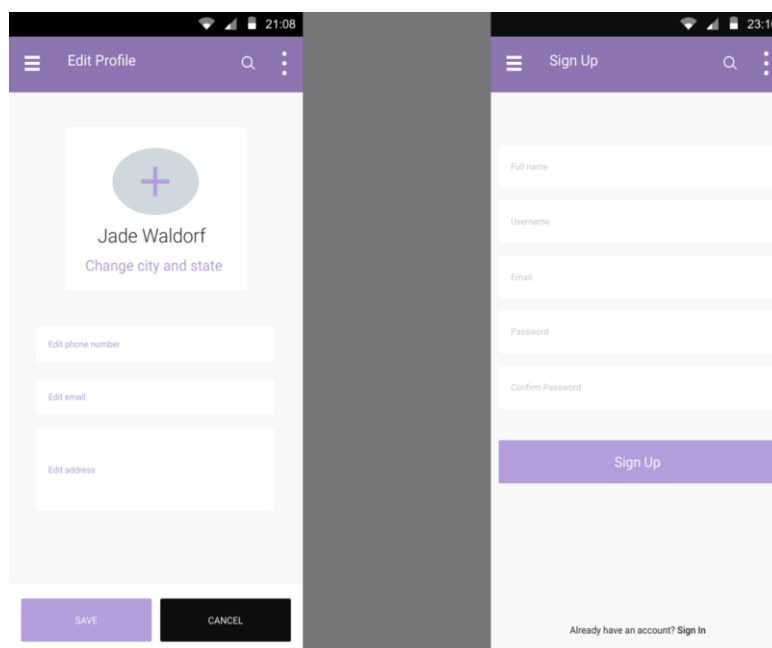 21:08
Edit Profile
Jade Waldorf
Change city and state
Edit phone number
Edit email
Edit address
SAVE
CANCEL
Sign Up
Full name
Username
Email
Password
Confirm Password
Sign Up
Already have an account? Sign In